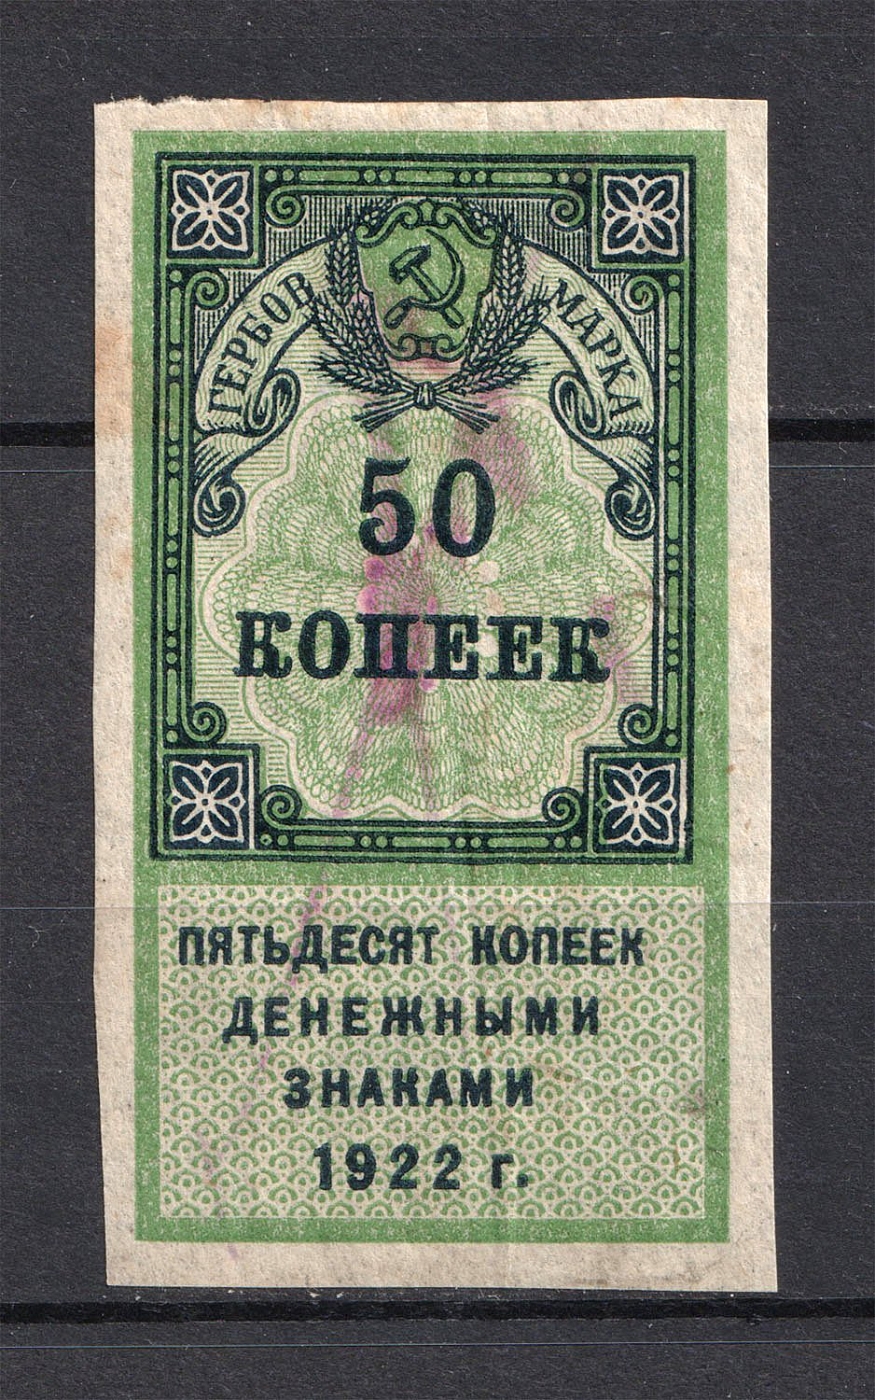 ГЕРБОВ МАРКА
50
КОПЕЕК
ПЯТЬДЕСЯТ КОПЕЕК
ДЕНЕЖНЫМИ
ЗНАКАМИ
1922 г.